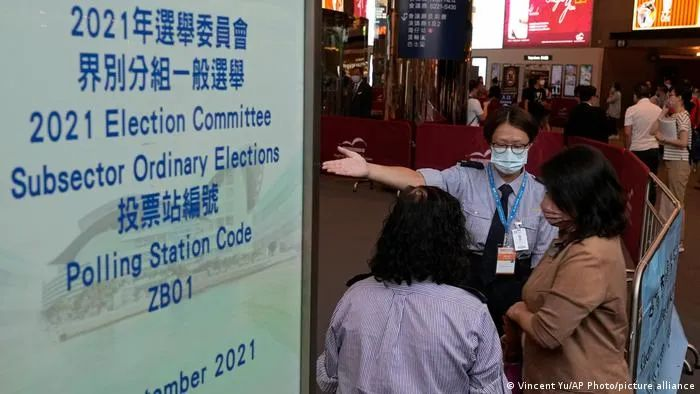 2021年選舉委員會
界別分組一般選舉
2021 Election Committee
Subsector Ordinary Elections
投票站編號
Polling Station Code
ZB01
tember 2021
© Vincent Yu/AP Photo/picture alliance